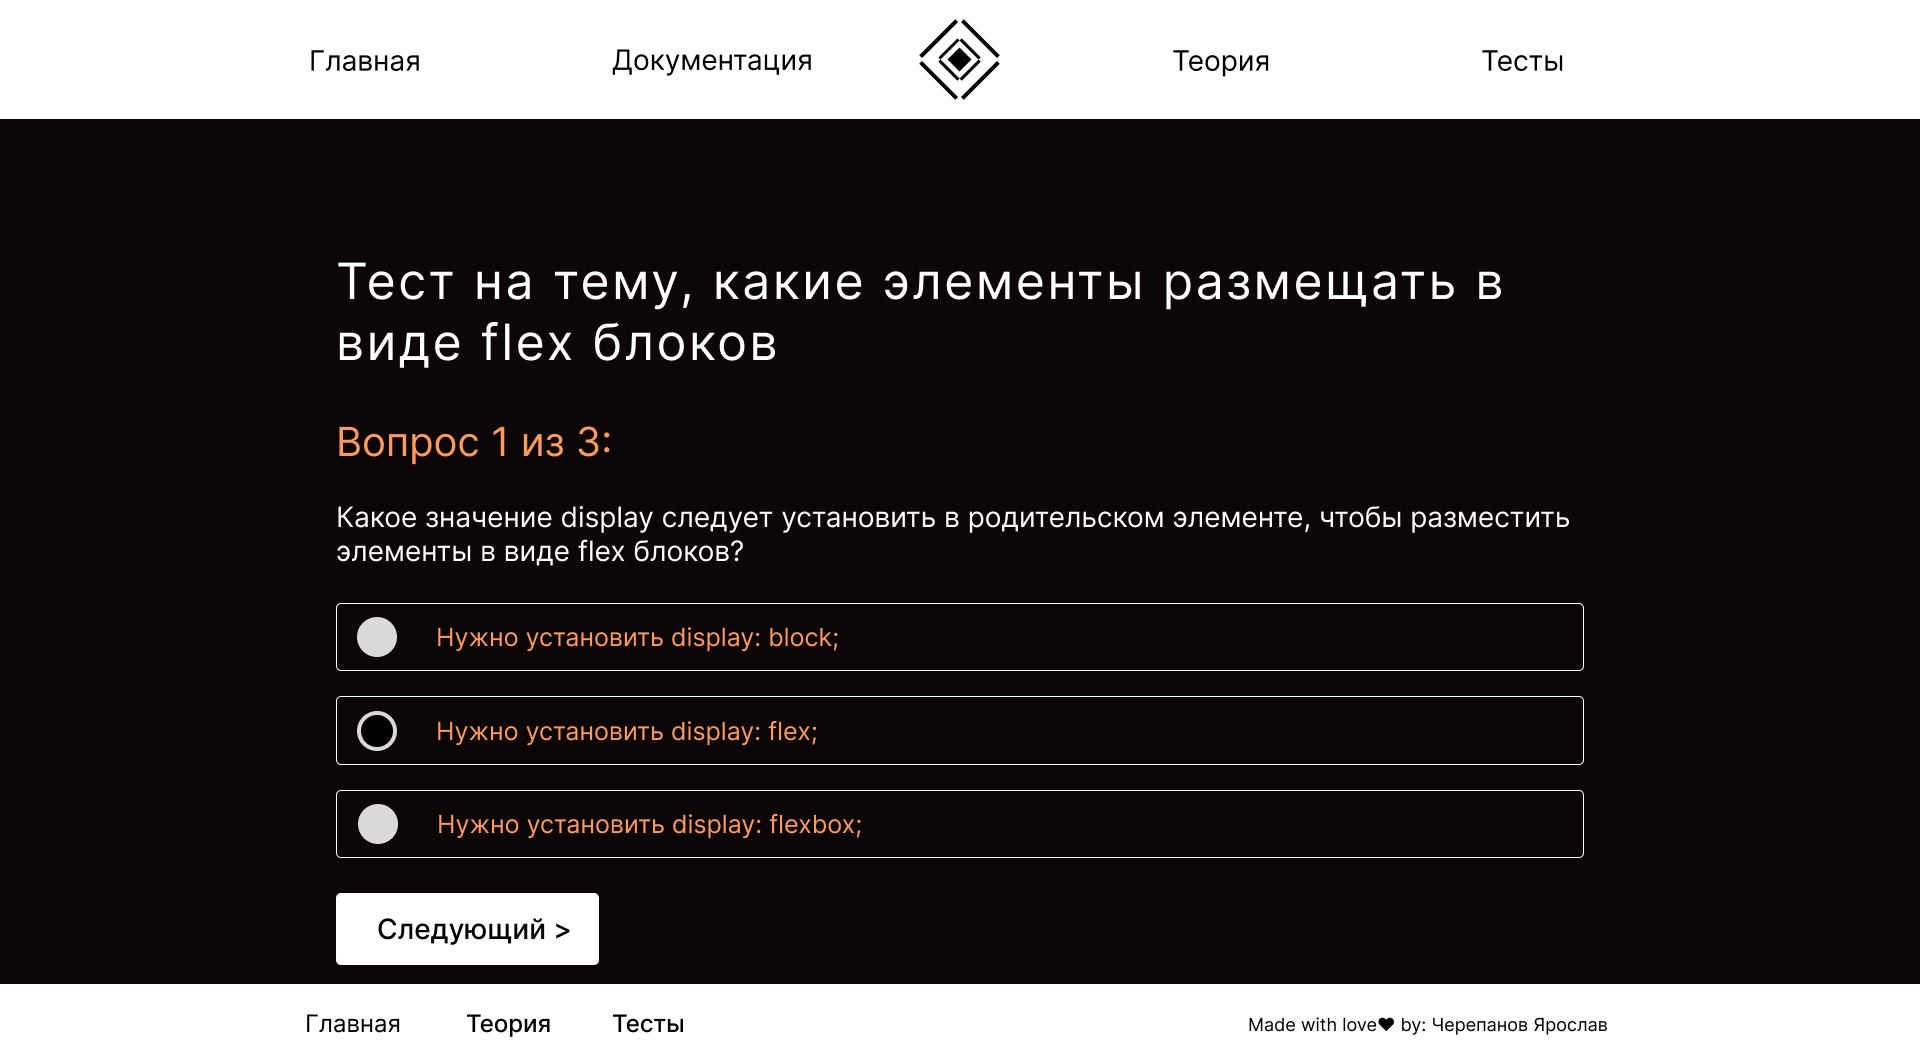 Главная
Документация
Теория
Тесты
Тест на тему, какие элементы размещать в
виде flex блоков
Вопрос 1 из 3:
Какое значение display следует установить в родительском элементе, чтобы разместить
элементы в виде flex блоков?
Нужно установить display: block;
Нужно установить display: flex;
Нужно установить display: flexbox;
Следующий >
Главная
Теория
Тесты
Made with love♥ by: Черепанов Ярослав